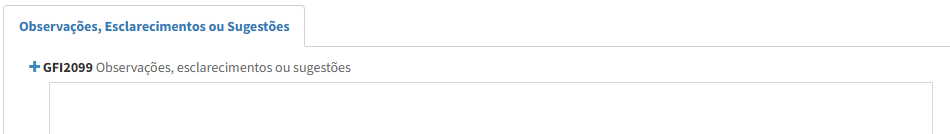 Observações, Esclarecimentos ou Sugestões
GFI2099 Observações, esclarecimentos ou sugestões